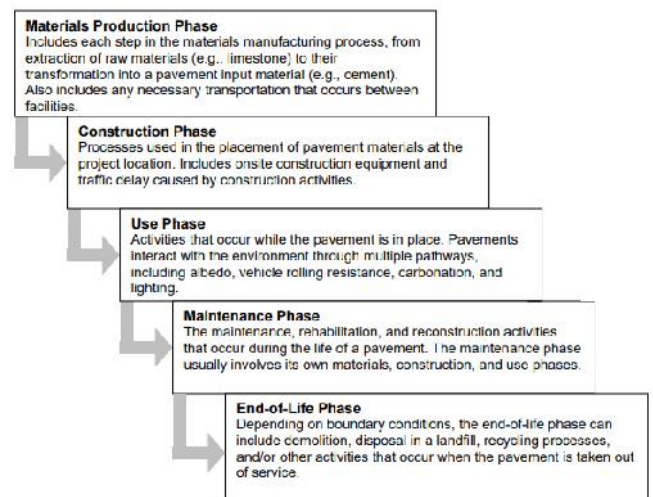 Materials Production Phase
Includes each step in the materials manufacturing process, from
extraction of raw materials (e.g., limestone) to their
transformation into a pavement input material (e.g., cement).
Also includes any necessary transportation that occurs between
facilities.
Construction Phase
Processes used in the placement of pavement materials at the
project location. Includes onsite construction equipment and
traffic delay caused by construction activities.
Use Phase
Activities that occur while the pavement is in place. Pavements
interact with the environment through multiple pathways,
including albedo, vehicle rolling resistance, carbonation, and
lighting.
Maintenance Phase
The maintenance, rehabilitation, and reconstruction activities
that occur during the life of a pavement. The maintenance phase
usually involves its own materials, construction, and use phases.
End-of-Life Phase
Depending on boundary conditions, the end-of-life phase can
include demolition, disposal in a landfill, recycling processes,
and/or other activities that occur when the pavement is taken out
of service.